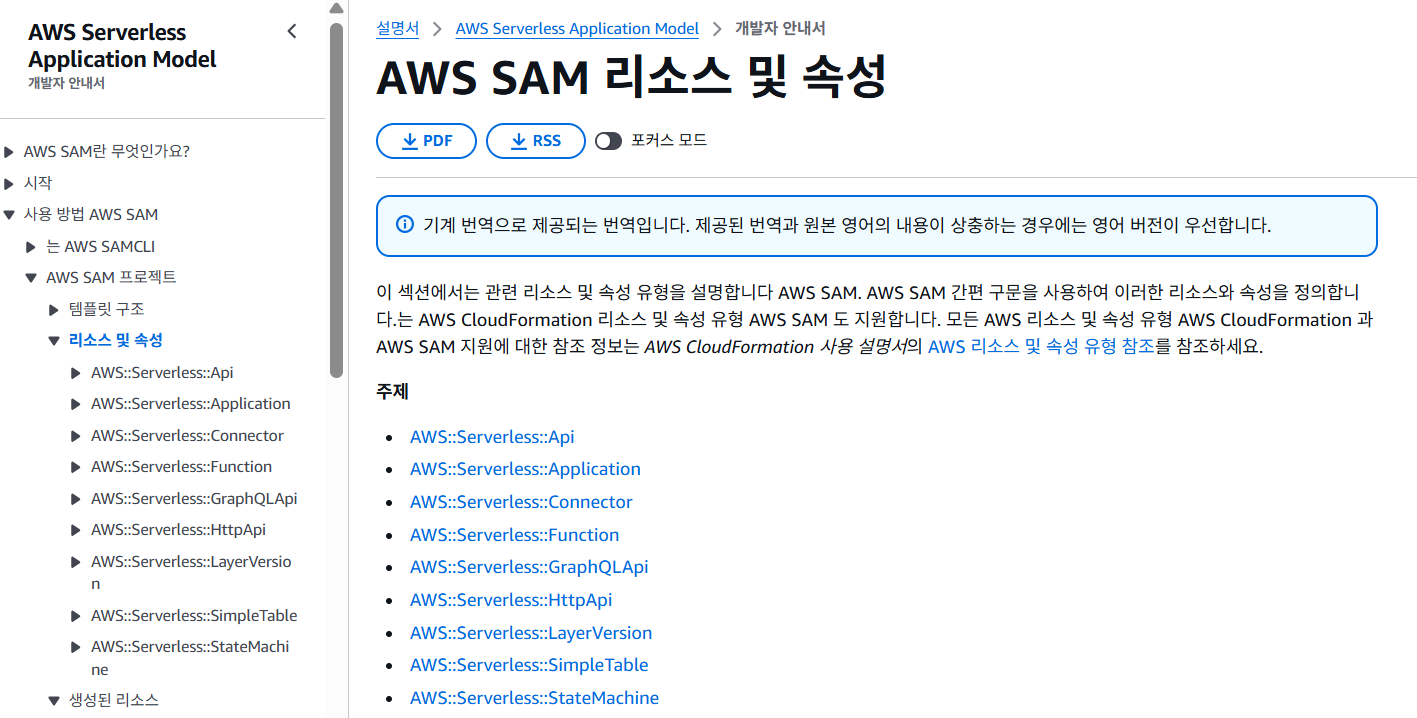 AWS Serverless
Application Model
개발자 안내서
AWS SAM란 무엇인가요?
시작
사용 방법 AWS SAM
는 AWS SAMCLI
AWS SAM 프로젝트
템플릿 구조
리소스 및 속성
AWS::Serverless::Api
AWS::Serverless::Application
AWS::Serverless::Connector
AWS::Serverless::Function
AWS::Serverless::GraphQLApi
AWS::Serverless::HttpApi
AWS::Serverless::LayerVersio
n
AWS::Serverless::SimpleTable
AWS::Serverless::StateMachi
ne
생성된 리소스
설명서 > AWS Serverless Application Model > 개발자 안내서
AWS SAM 리소스 및 속성
PDF RSS 포커스 모드
기계 번역으로 제공되는 번역입니다. 제공된 번역과 원본 영어의 내용이 상충하는 경우에는 영어 버전이 우선합니다.
이 섹션에서는 관련 리소스 및 속성 유형을 설명합니다 AWS SAM. AWS SAM 간편 구문을 사용하여 이러한 리소스와 속성을 정의합니
다.는 AWS CloudFormation 리소스 및 속성 유형 AWS SAM 도 지원합니다. 모든 AWS 리소스 및 속성 유형 AWS CloudFormation 과
AWS SAM 지원에 대한 참조 정보는 AWS CloudFormation 사용 설명서의 AWS 리소스 및 속성 유형 참조를 참조하세요.
주제
• AWS::Serverless::Api
• AWS::Serverless::Application
• AWS::Serverless::Connector
• AWS::Serverless::Function
• AWS::Serverless::GraphQLApi
• AWS::Serverless::HttpApi
• AWS::Serverless::LayerVersion
• AWS::Serverless::SimpleTable
• AWS::Serverless::StateMachine